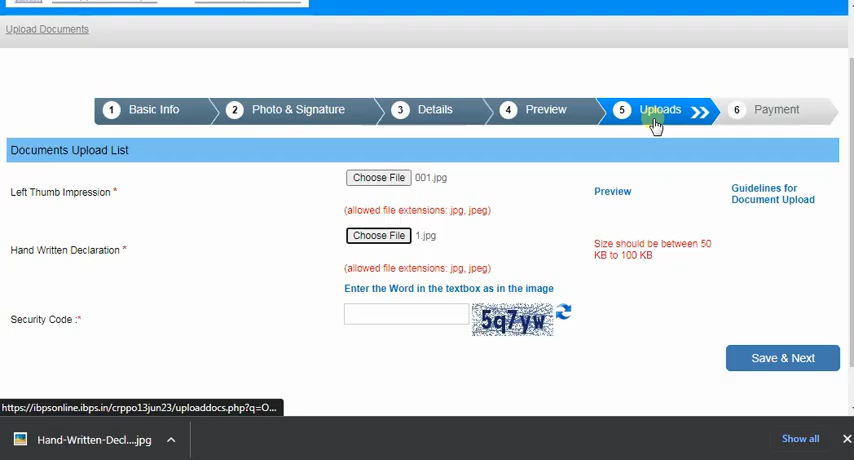 Upload Documents
1 Basic Info 2 Photo & Signature 3 Details 4 Preview 5 Uploads 6 Payment
Documents Upload List
Left Thumb Impression *
Choose File 001.jpg
(allowed file extensions: jpg, jpeg)
Preview
Guidelines for
Document Upload
Hand Written Declaration *
Choose File 1.jpg
(allowed file extensions: jpg, jpeg)
Size should be between 50
KB to 100 KB
Enter the Word in the textbox as in the image
Security Code :*
5q7yw
Save & Next
https://ibpsonline.ibps.in/crppo13jun23/uploaddocs.php?q=O...
Hand-Written-Decl....jpg
Show all